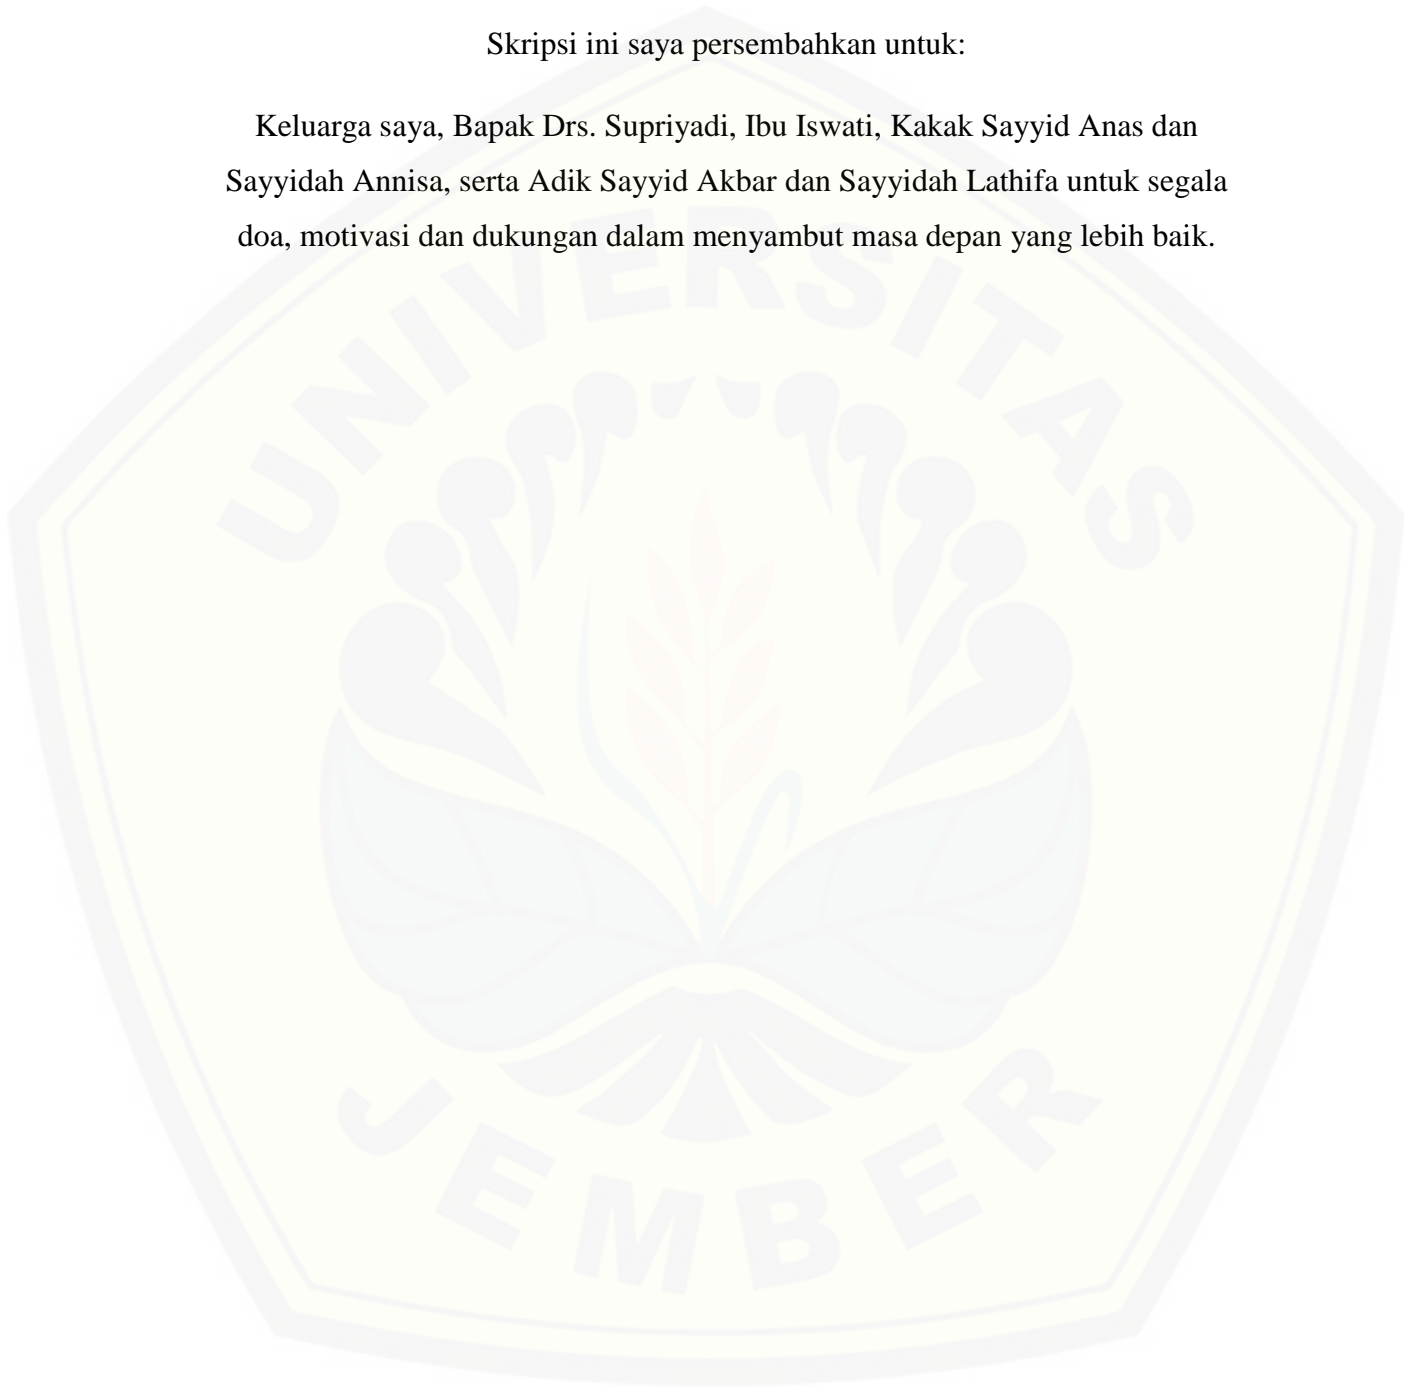 Skripsi ini saya persembahkan untuk:
Keluarga saya, Bapak Drs. Supriyadi, Ibu Iswati, Kakak Sayyid Anas dan
Sayyidah Annisa, serta Adik Sayyid Akbar dan Sayyidah Lathifa untuk segala
doa, motivasi dan dukungan dalam menyambut masa depan yang lebih baik.
UNIVERSITAS
JEMBER